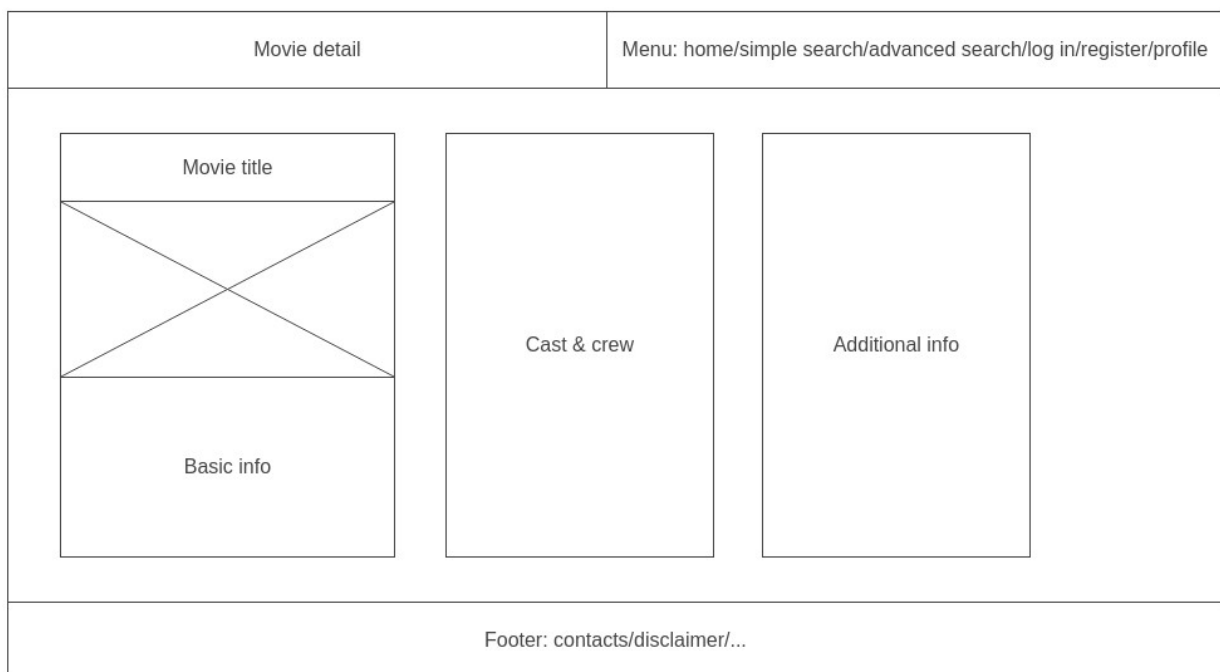 Movie detail
Menu: home/simple search/advanced search/log in/register/profile
Movie title
Basic info
Cast & crew
Additional info
Footer: contacts/disclaimer/...